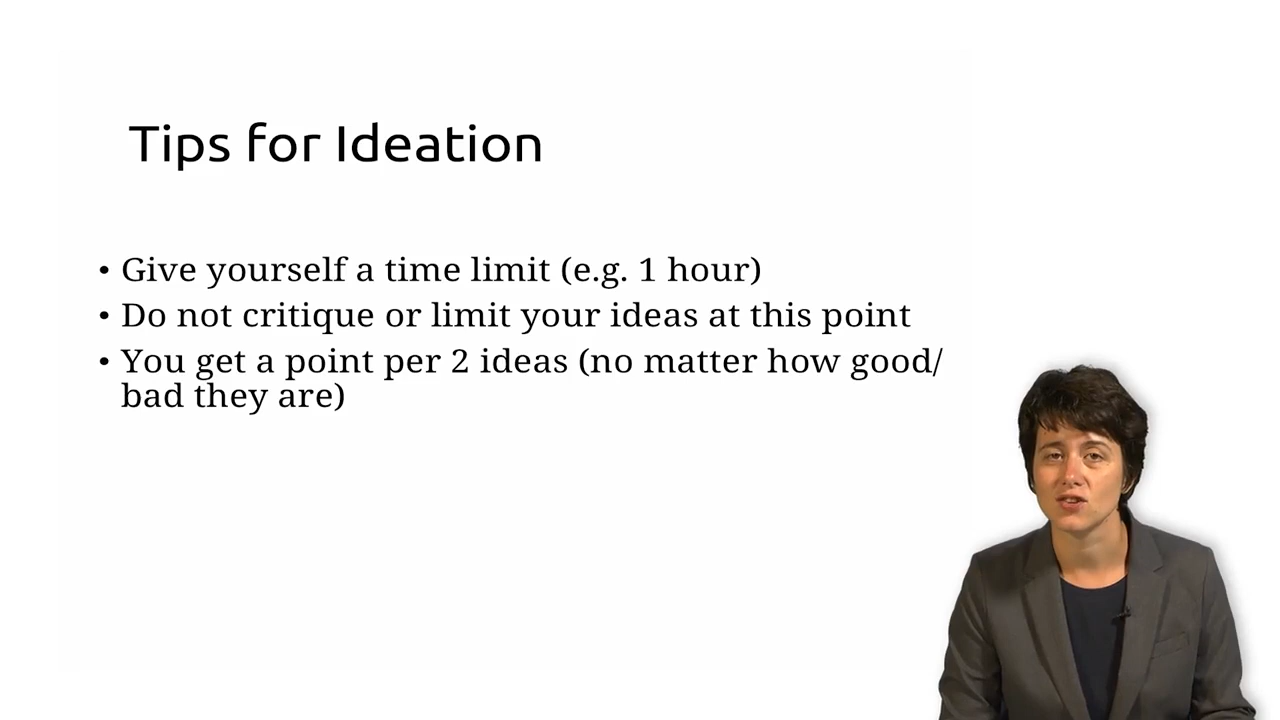 Tips for Ideation
• Give yourself a time limit (e.g. 1 hour)
• Do not critique or limit your ideas at this point
• You get a point per 2 ideas (no matter how good/
bad they are)